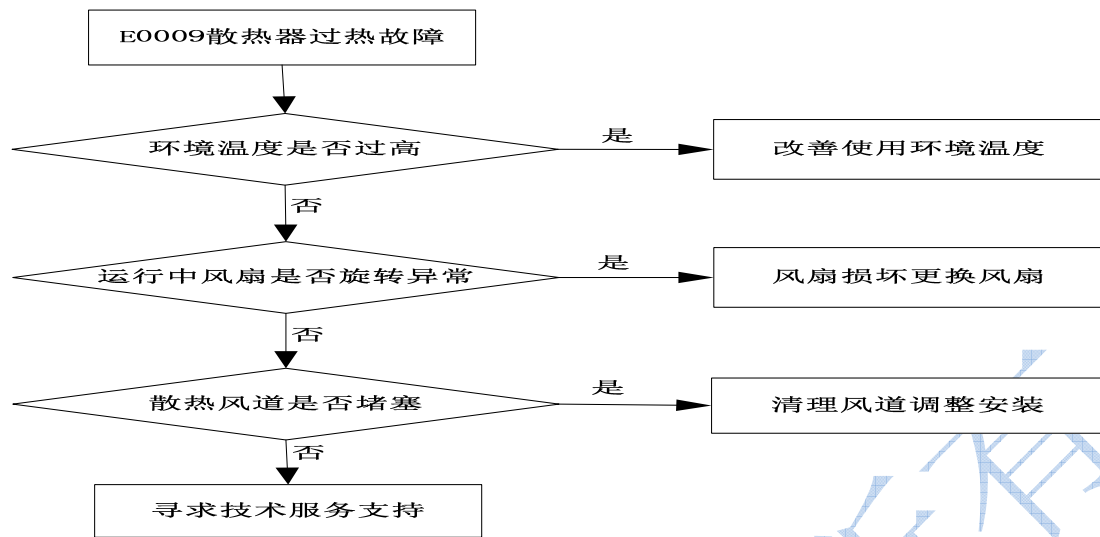 E0009散热器过热故障
环境温度是否过高
是
改善使用环境温度
否
运行中风扇是否旋转异常
是
风扇损坏更换风扇
否
散热风道是否堵塞
是
清理风道调整安装
否
寻求技术服务支持